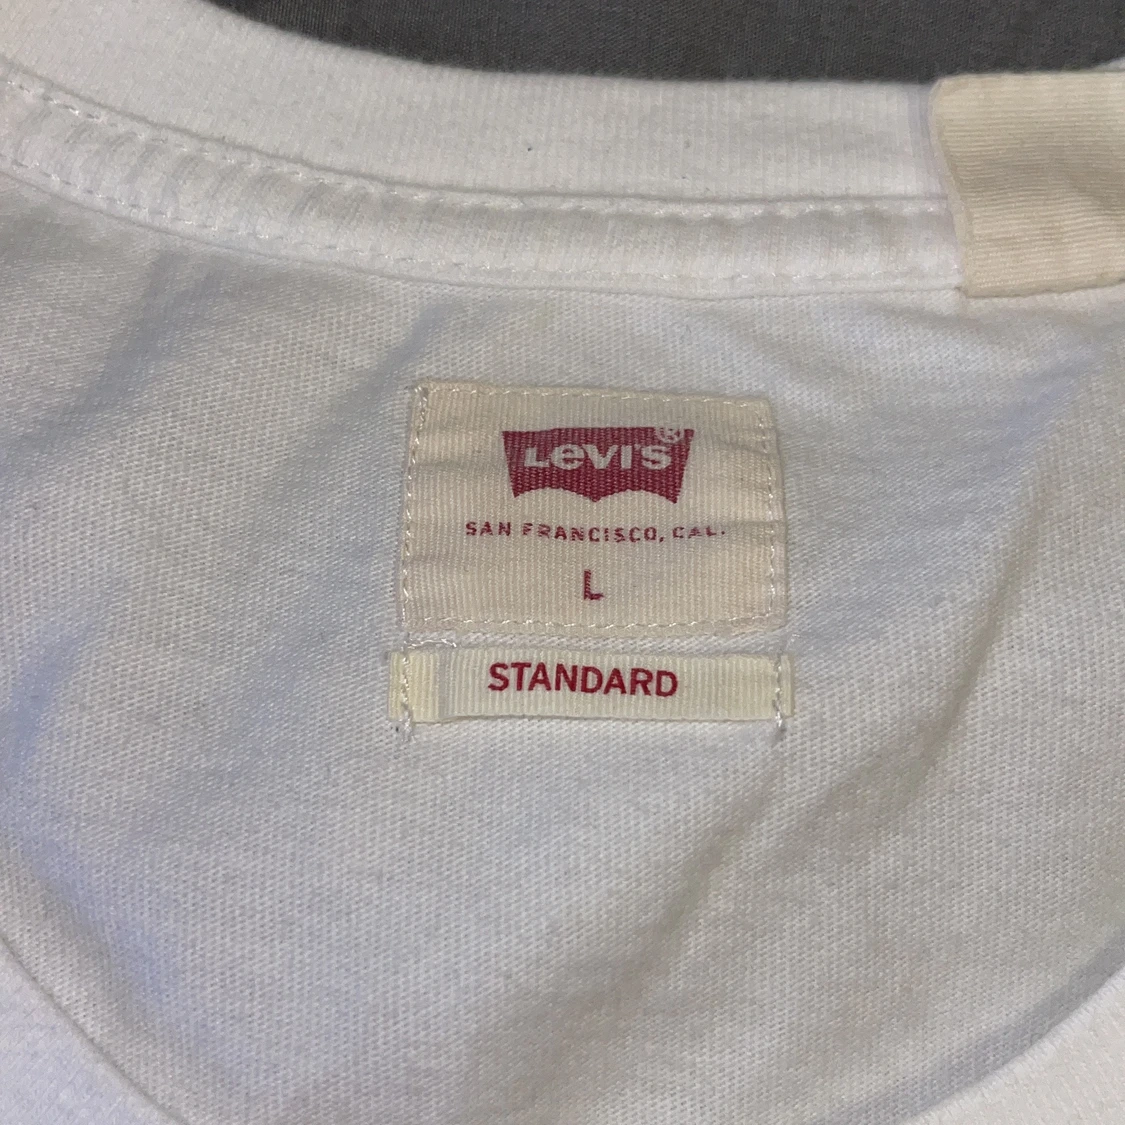 LEVI'S®
SAN FRANCISCO, CAL.
L
STANDARD